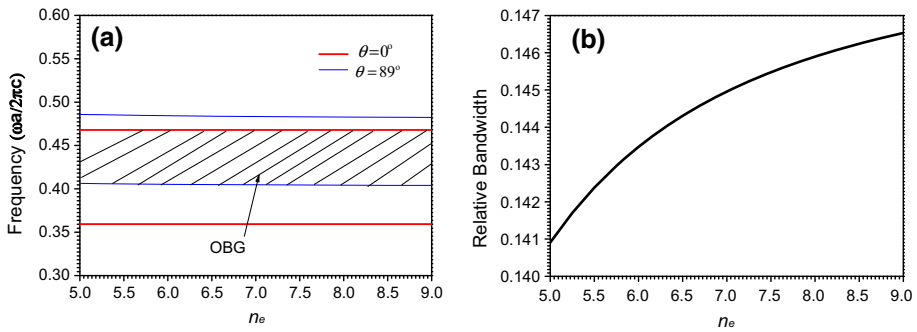 (a)
θ=0°
θ=89°
OBG
Frequency (ωa/2πc)
0.60
0.55
0.50
0.45
0.40
0.35
0.30
5.0 5.5 6.0 6.5 7.0 7.5 8.0 8.5 9.0
ne
(b)
Relative Bandwidth
0.147
0.146
0.145
0.144
0.143
0.142
0.141
0.140
5.0 5.5 6.0 6.5 7.0 7.5 8.0 8.5 9.0
ne